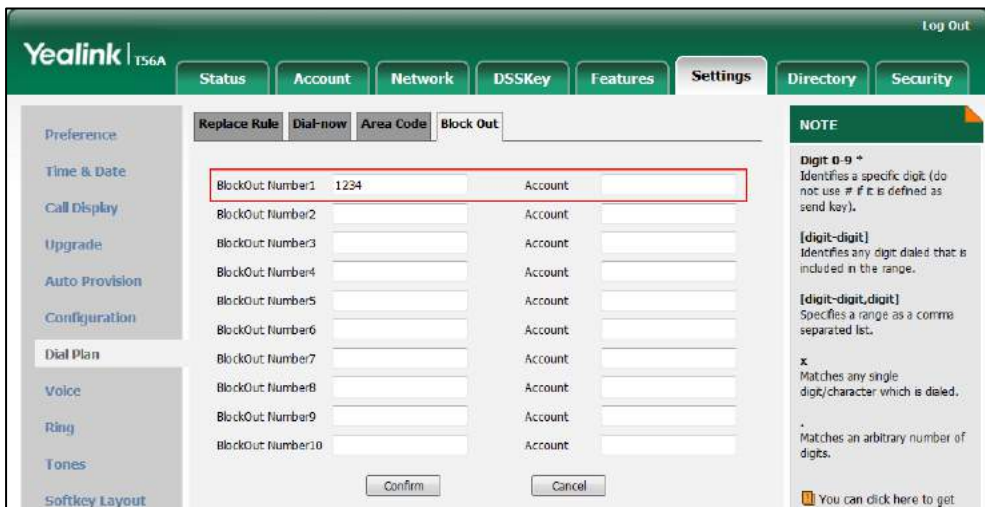 Log Out
Yealink T56A
Status Account Network DSSKey Features Settings Directory Security
Preference
Time & Date
Call Display
Upgrade
Auto Provision
Configuration
Dial Plan
Voice
Ring
Tones
Softkey Layout
Replace Rule Dial-now Area Code Block Out
BlockOut Number1 1234 Account
BlockOut Number2 Account
BlockOut Number3 Account
BlockOut Number4 Account
BlockOut Number5 Account
BlockOut Number6 Account
BlockOut Number7 Account
BlockOut Number8 Account
BlockOut Number9 Account
BlockOut Number10 Account
Confirm Cancel
NOTE
Digit 0-9 *
Identifies a specific digit (do
not use # if it is defined as
send key).
[digit-digit]
Identifies any digit dialed that is
included in the range.
[digit-digit,digit]
Specifies a range as a comma
separated list.
x
Matches any single
digit/character which is dialed.
.
Matches an arbitrary number of
digits.
You can click here to get